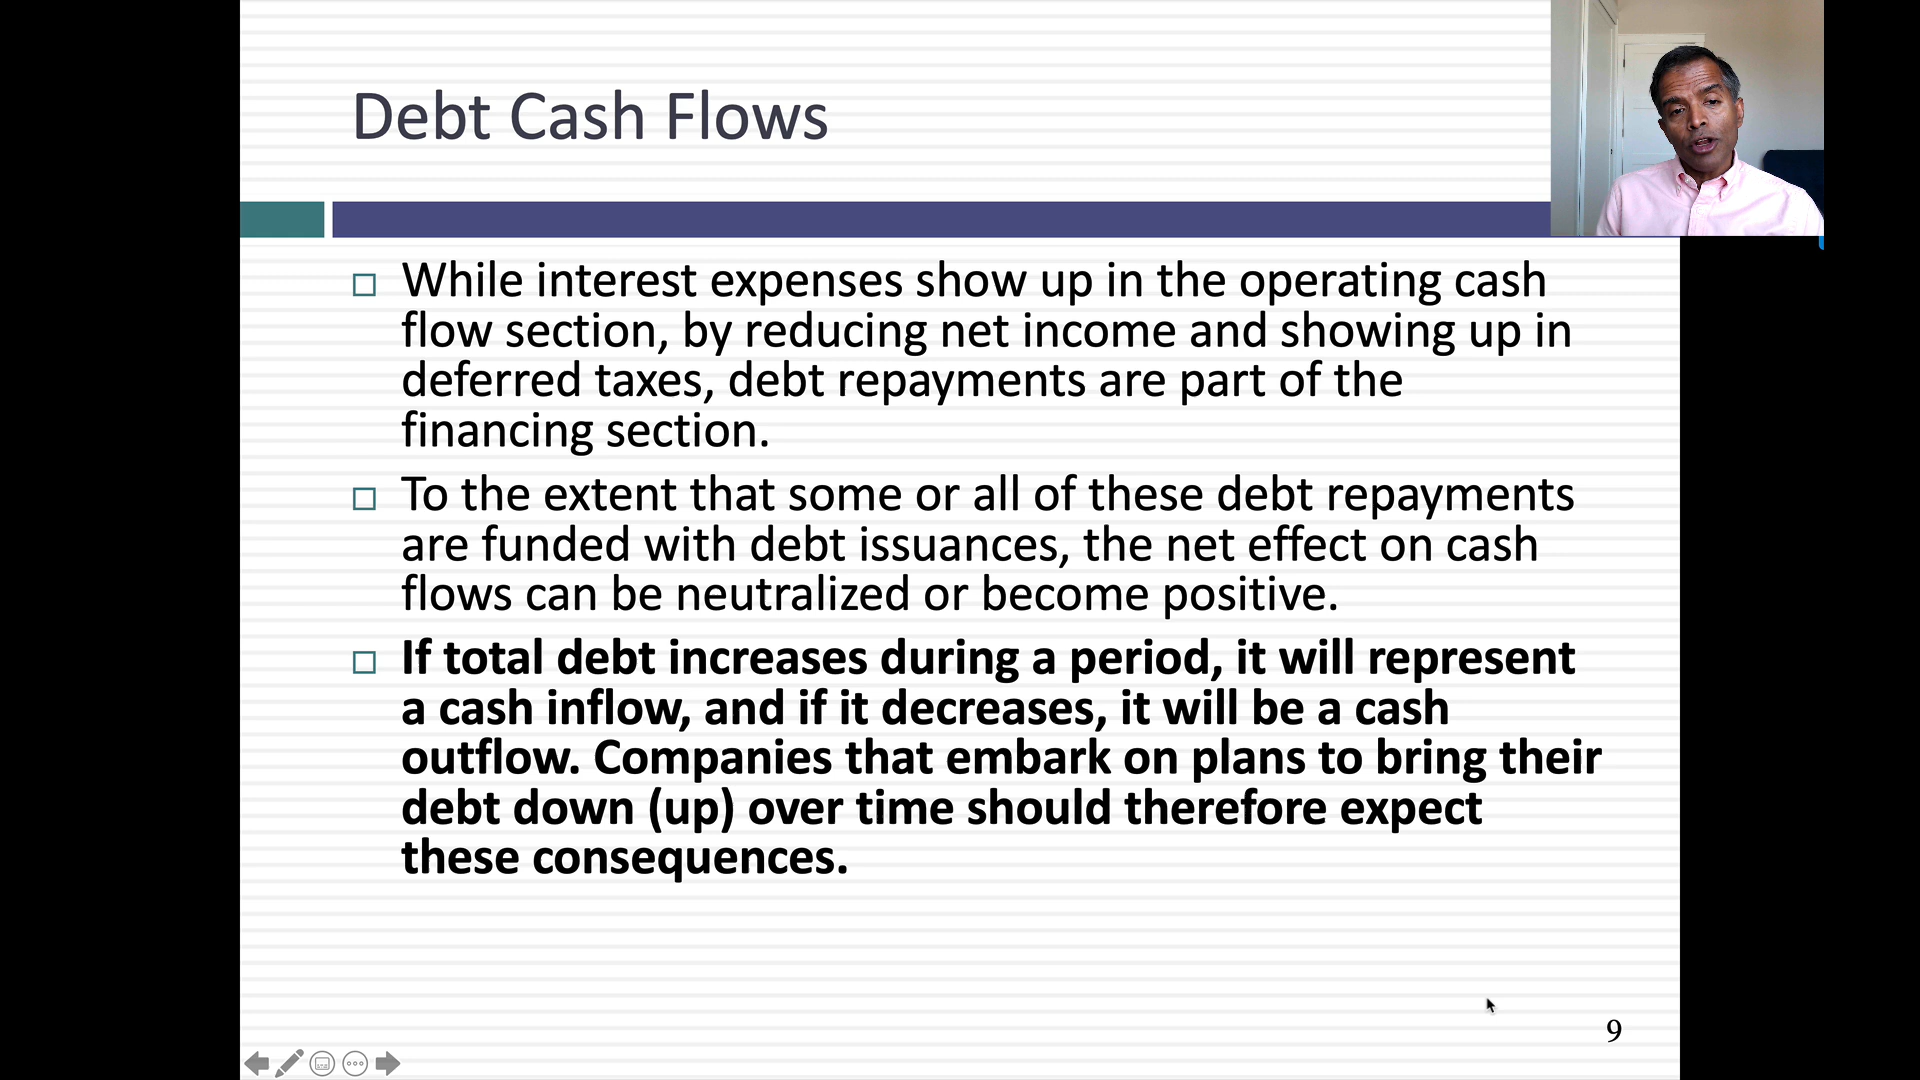 Debt Cash Flows
While interest expenses show up in the operating cash
flow section, by reducing net income and showing up in
deferred taxes, debt repayments are part of the
financing section.
To the extent that some or all of these debt repayments
are funded with debt issuances, the net effect on cash
flows can be neutralized or become positive.
If total debt increases during a period, it will represent
a cash inflow, and if it decreases, it will be a cash
outflow. Companies that embark on plans to bring their
debt down (up) over time should therefore expect
these consequences.
9